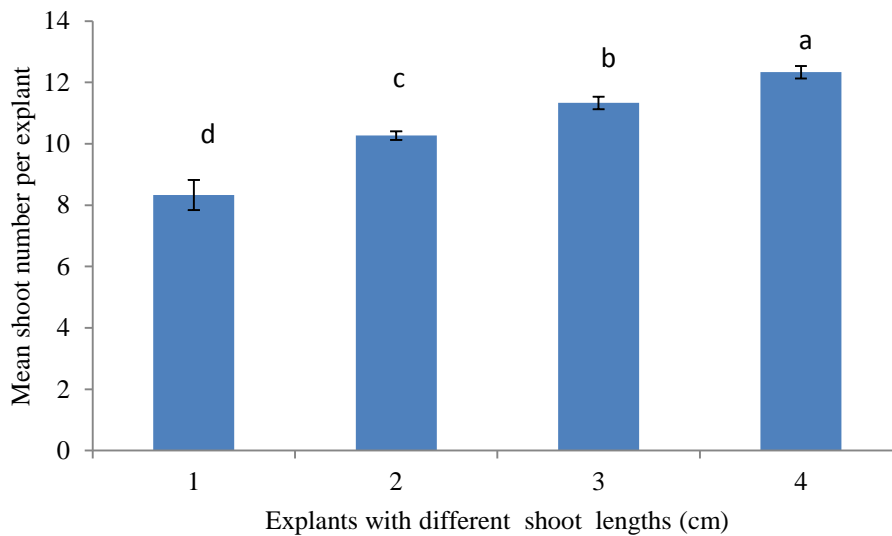 14
12
10
8
6
4
2
0
Mean shoot number per explant
d
c
b
a
1 2 3 4
Explants with different shoot lengths (cm)